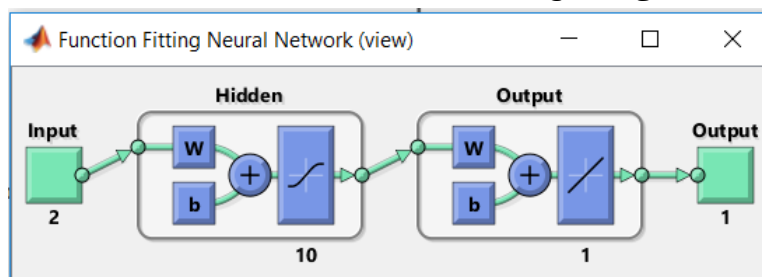 Function Fitting Neural Network (view)
Hidden
Output
Input
Output
W
W
b
b
2
10
1
1